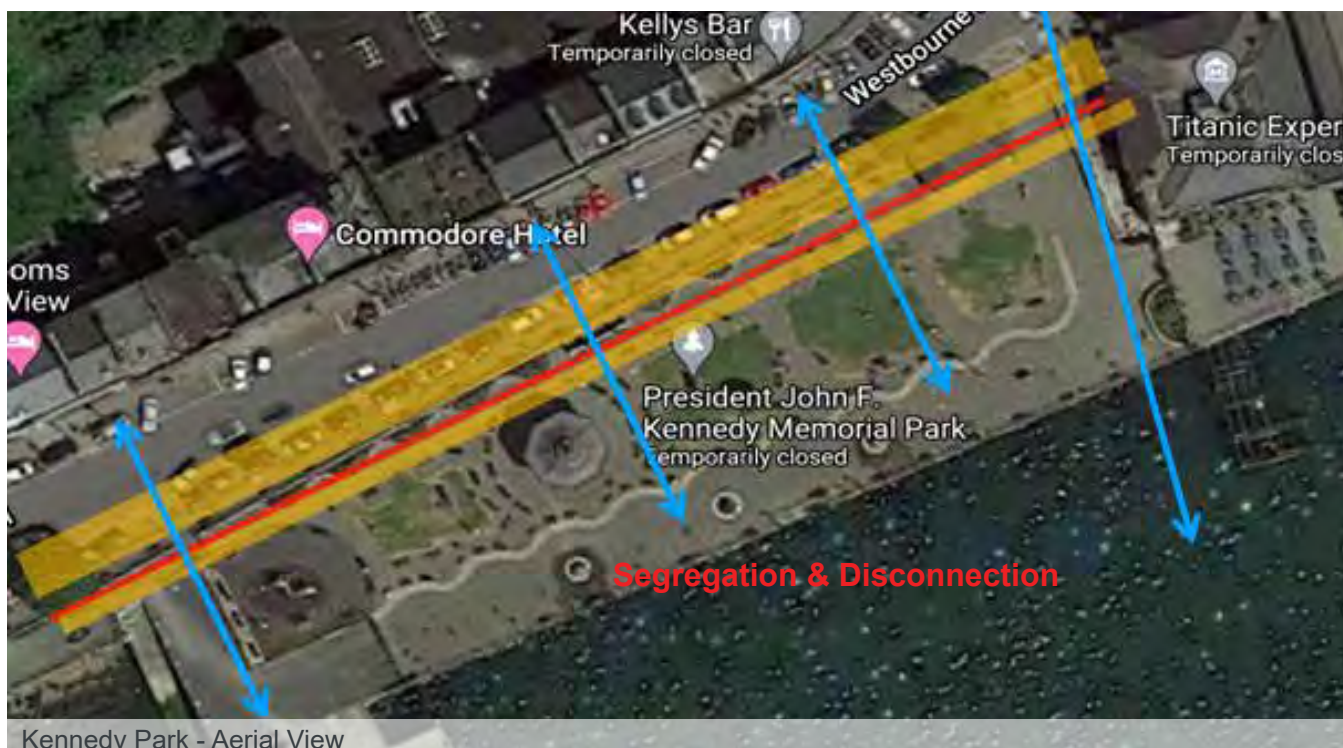 Kellys Bar
Temporarily closed
Westbourne
Titanic Exper
Temporarily clos
Commodore Hotel
oms
View
President John F.
Kennedy Memorial Park
Temporarily closed
Segregation & Disconnection
Kennedy Park - Aerial View